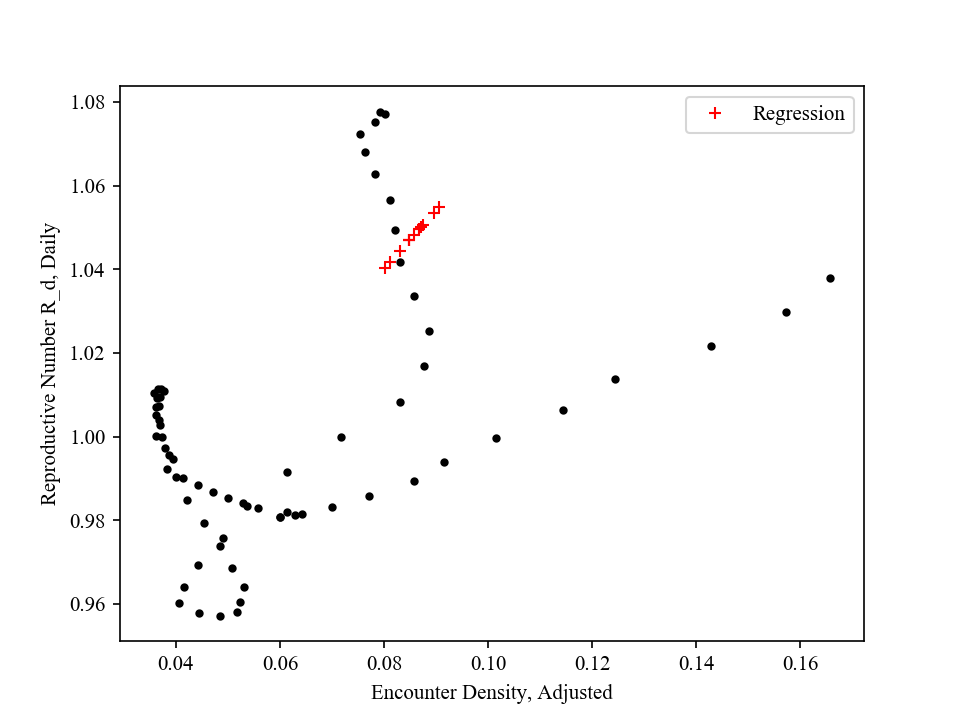 Regression
1.08
1.06
1.04
1.02
1.00
0.98
0.96
Reproductive Number R_d, Daily
0.04 0.06 0.08 0.10 0.12 0.14 0.16
Encounter Density, Adjusted